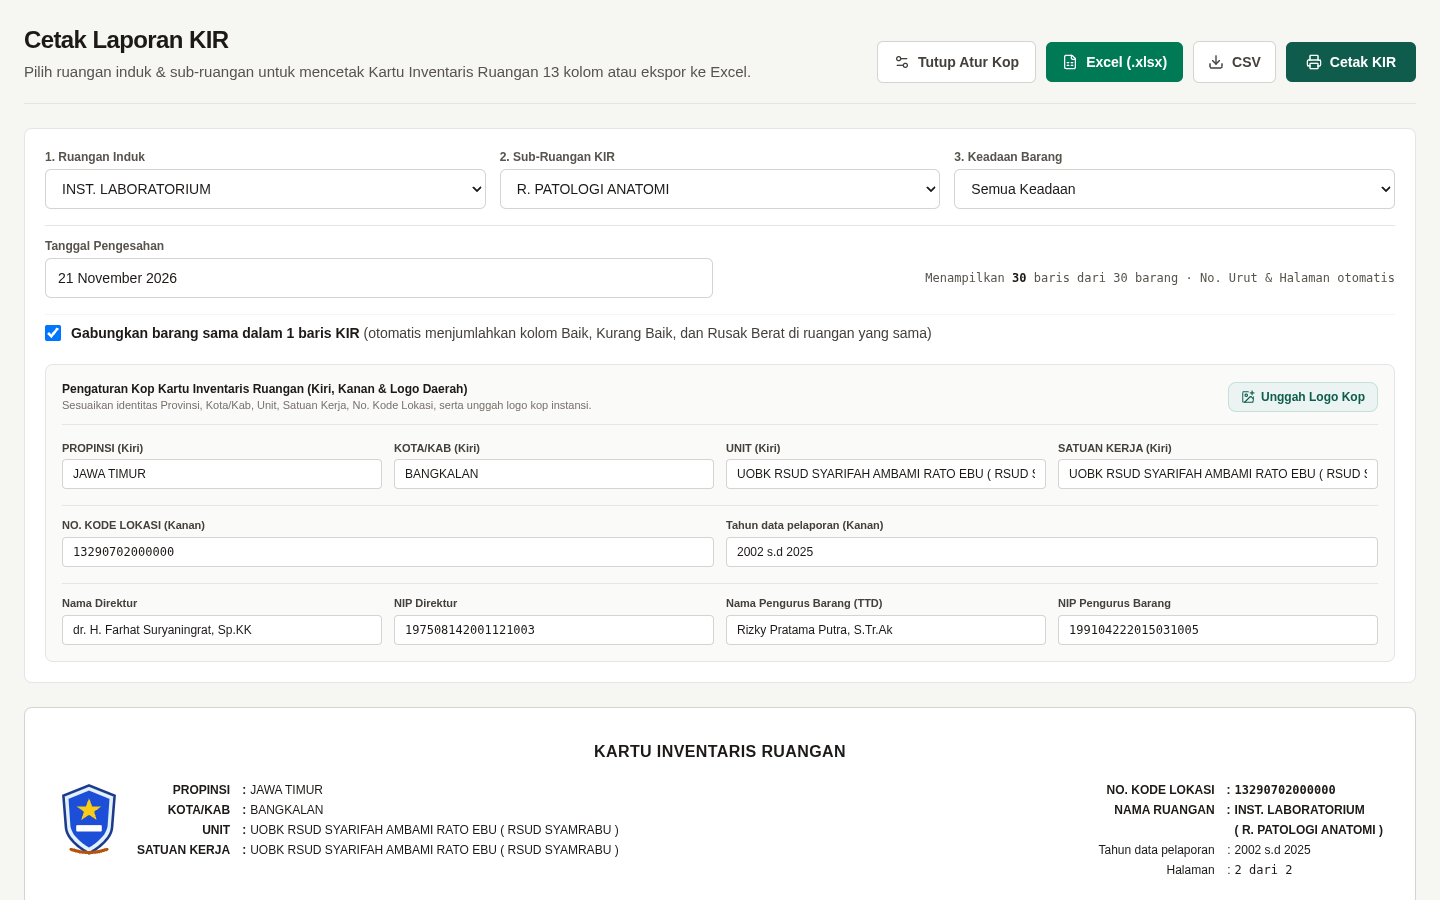 Cetak Laporan KIR
Pilih ruangan induk & sub-ruangan untuk mencetak Kartu Inventaris Ruangan 13 kolom atau ekspor ke Excel.
Tutup Atur Kop
Excel (.xlsx)
CSV
Cetak KIR
1. Ruangan Induk
2. Sub-Ruangan KIR
3. Keadaan Barang
INST. LABORATORIUM
R. PATOLOGI ANATOMI
Semua Keadaan
Tanggal Pengesahan
21 November 2026
Menampilkan 30 baris dari 30 barang · No. Urut & Halaman otomatis
Gabungkan barang sama dalam 1 baris KIR (otomatis menjumlahkan kolom Baik, Kurang Baik, dan Rusak Berat di ruangan yang sama)
Pengaturan Kop Kartu Inventaris Ruangan (Kiri, Kanan & Logo Daerah)
Sesuaikan identitas Provinsi, Kota/Kab, Unit, Satuan Kerja, No. Kode Lokasi, serta unggah logo kop instansi.
Unggah Logo Kop
PROPINSI (Kiri)
KOTA/KAB (Kiri)
UNIT (Kiri)
SATUAN KERJA (Kiri)
JAWA TIMUR
BANGKALAN
UOBK RSUD SYARIFAH AMBAMI RATO EBU ( RSUD
UOBK RSUD SYARIFAH AMBAMI RATO EBU ( RSUD
NO. KODE LOKASI (Kanan)
Tahun data pelaporan (Kanan)
13290702000000
2002 s.d 2025
Nama Direktur
NIP Direktur
Nama Pengurus Barang (TTD)
NIP Pengurus Barang
dr. H. Farhat Suryaningrat, Sp.KK
197508142001121003
Rizky Pratama Putra, S.Tr.Ak
199104222015031005
KARTU INVENTARIS RUANGAN
PROPINSI : JAWA TIMUR
KOTA/KAB : BANGKALAN
UNIT : UOBK RSUD SYARIFAH AMBAMI RATO EBU ( RSUD SYAMRABU )
SATUAN KERJA : UOBK RSUD SYARIFAH AMBAMI RATO EBU ( RSUD SYAMRABU )
NO. KODE LOKASI : 13290702000000
NAMA RUANGAN : INST. LABORATORIUM
( R. PATOLOGI ANATOMI )
Tahun data pelaporan : 2002 s.d 2025
Halaman : 2 dari 2